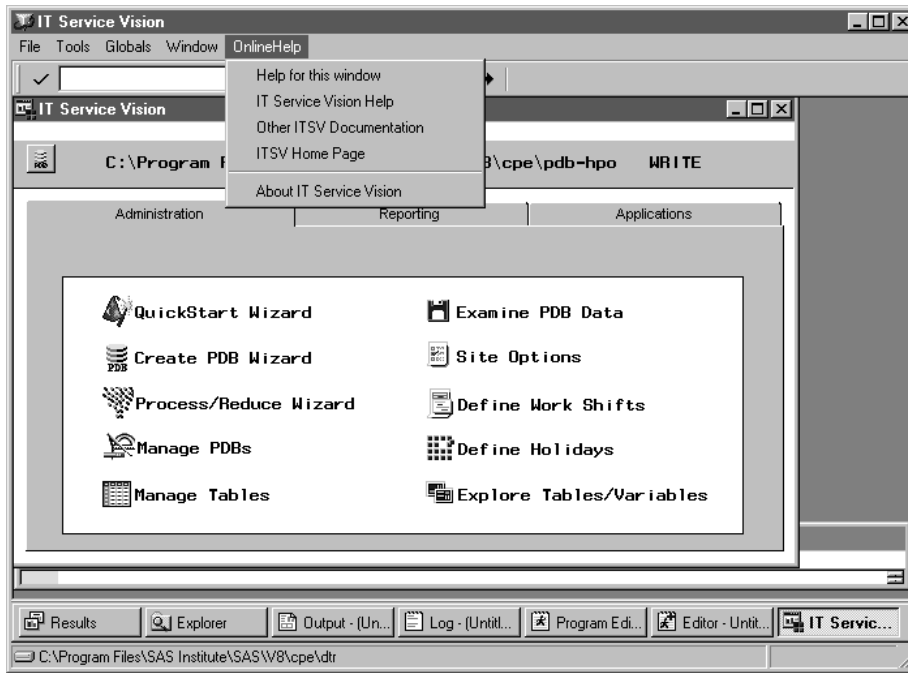 IT Service Vision
File Tools Globals Window OnlineHelp
Help for this window
IT Service Vision Help
Other ITSV Documentation
ITSV Home Page
About IT Service Vision
IT Service Vision
PDB C:\Program F 8\cpe\pdb-hpo WRITE
Administration Reporting Applications
QuickStart Wizard Examine PDB Data
PDB Create PDB Wizard Site Options
Process/Reduce Wizard Define Work Shifts
Manage PDBs Define Holidays
Manage Tables Explore Tables/Variables
Results Explorer Output - (Un... Log - (Untitl... Program Edi... Editor - Untit... IT Servic...
C:\Program Files\SAS Institute\SAS\V8\cpe\dtr